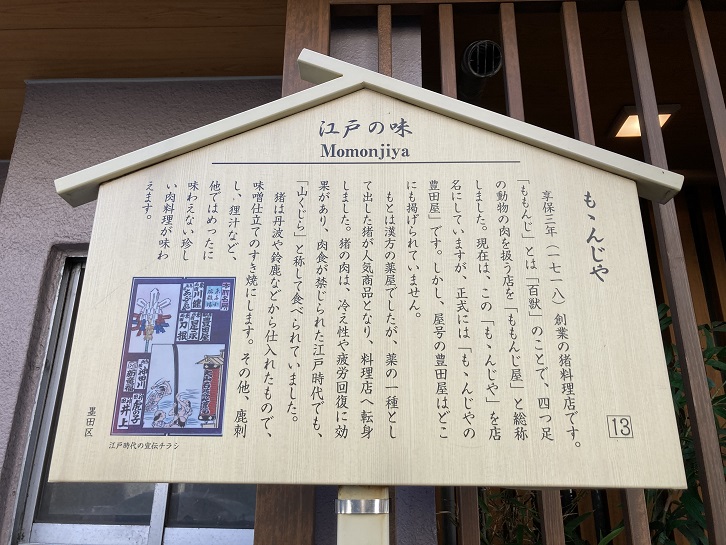 江戸の味
Momonjiya
もゝんじや
享保三年(一七一八)創業の猪料理店です。
「ももんじ」とは「百獣」のことで、四つ足
の動物の肉を扱う店を「ももんじ屋」と総称
しました。現在は、この「もゝんじや」を店
名にしていますが、正式には「もゝんじやの
豊田屋」です。しかし、屋号の豊田屋はどこ
にも掲げられていません。
もとは漢方の薬屋でしたが、薬の一種とし
て出した猪が人気商品となり、料理店へ転身
しました。猪の肉は、冷え性や疲労回復に効
果があり、肉食が禁じられた江戸時代でも、
「山くじら」と称して食べられていました。
猪は丹波や鈴鹿などから仕入れたもので、
味噌仕立てのすき焼にします。その他、鹿刺
し、狸汁など、
他ではめったに
味わえない珍し
い肉料理が味わ
えます。
13
江戸時代の宣伝チラシ
墨田区